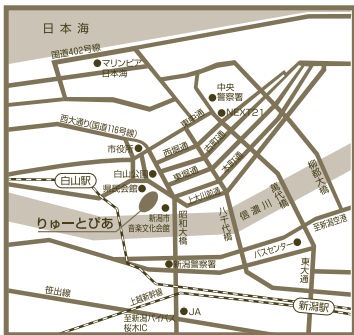 日本海
国道402号線
マリンピア
日本海
中央
警察署
NEXT21
西大通り(国道116号線)
東中通
市役所
西堀通
古町通
東堀通
本町通
上大川前通
白山公園
白山駅
県民会館
りゅーとぴあ
新潟市
音楽文化会館
昭和大橋
八千代橋
信濃川
萬代橋
柳都大橋
至新潟空港
バスセンター
東大通
新潟警察署
新潟駅
笹出線
上越新幹線
至新潟バイパス
桜木IC
JA